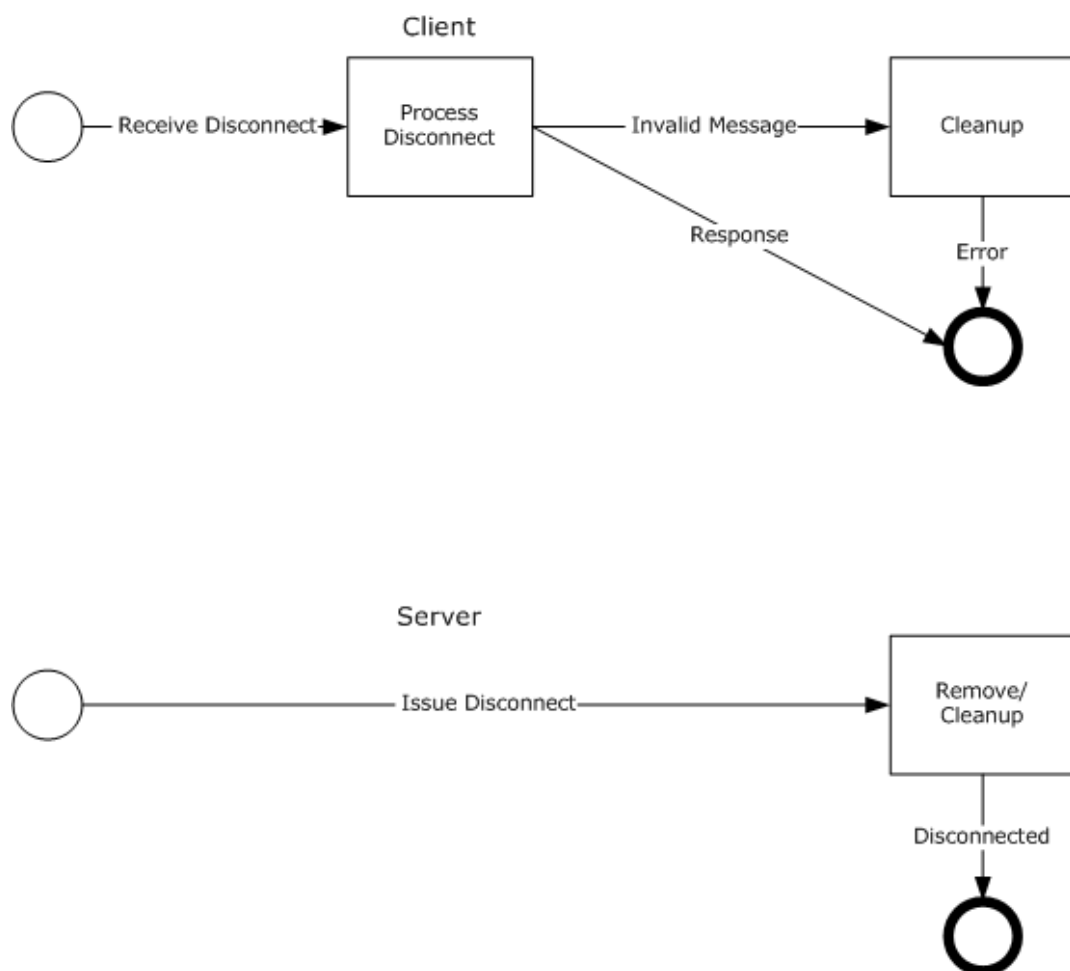 Client
Receive Disconnect
Process
Disconnect
Invalid Message
Cleanup
Response
Error
Server
Issue Disconnect
Remove/
Cleanup
Disconnected